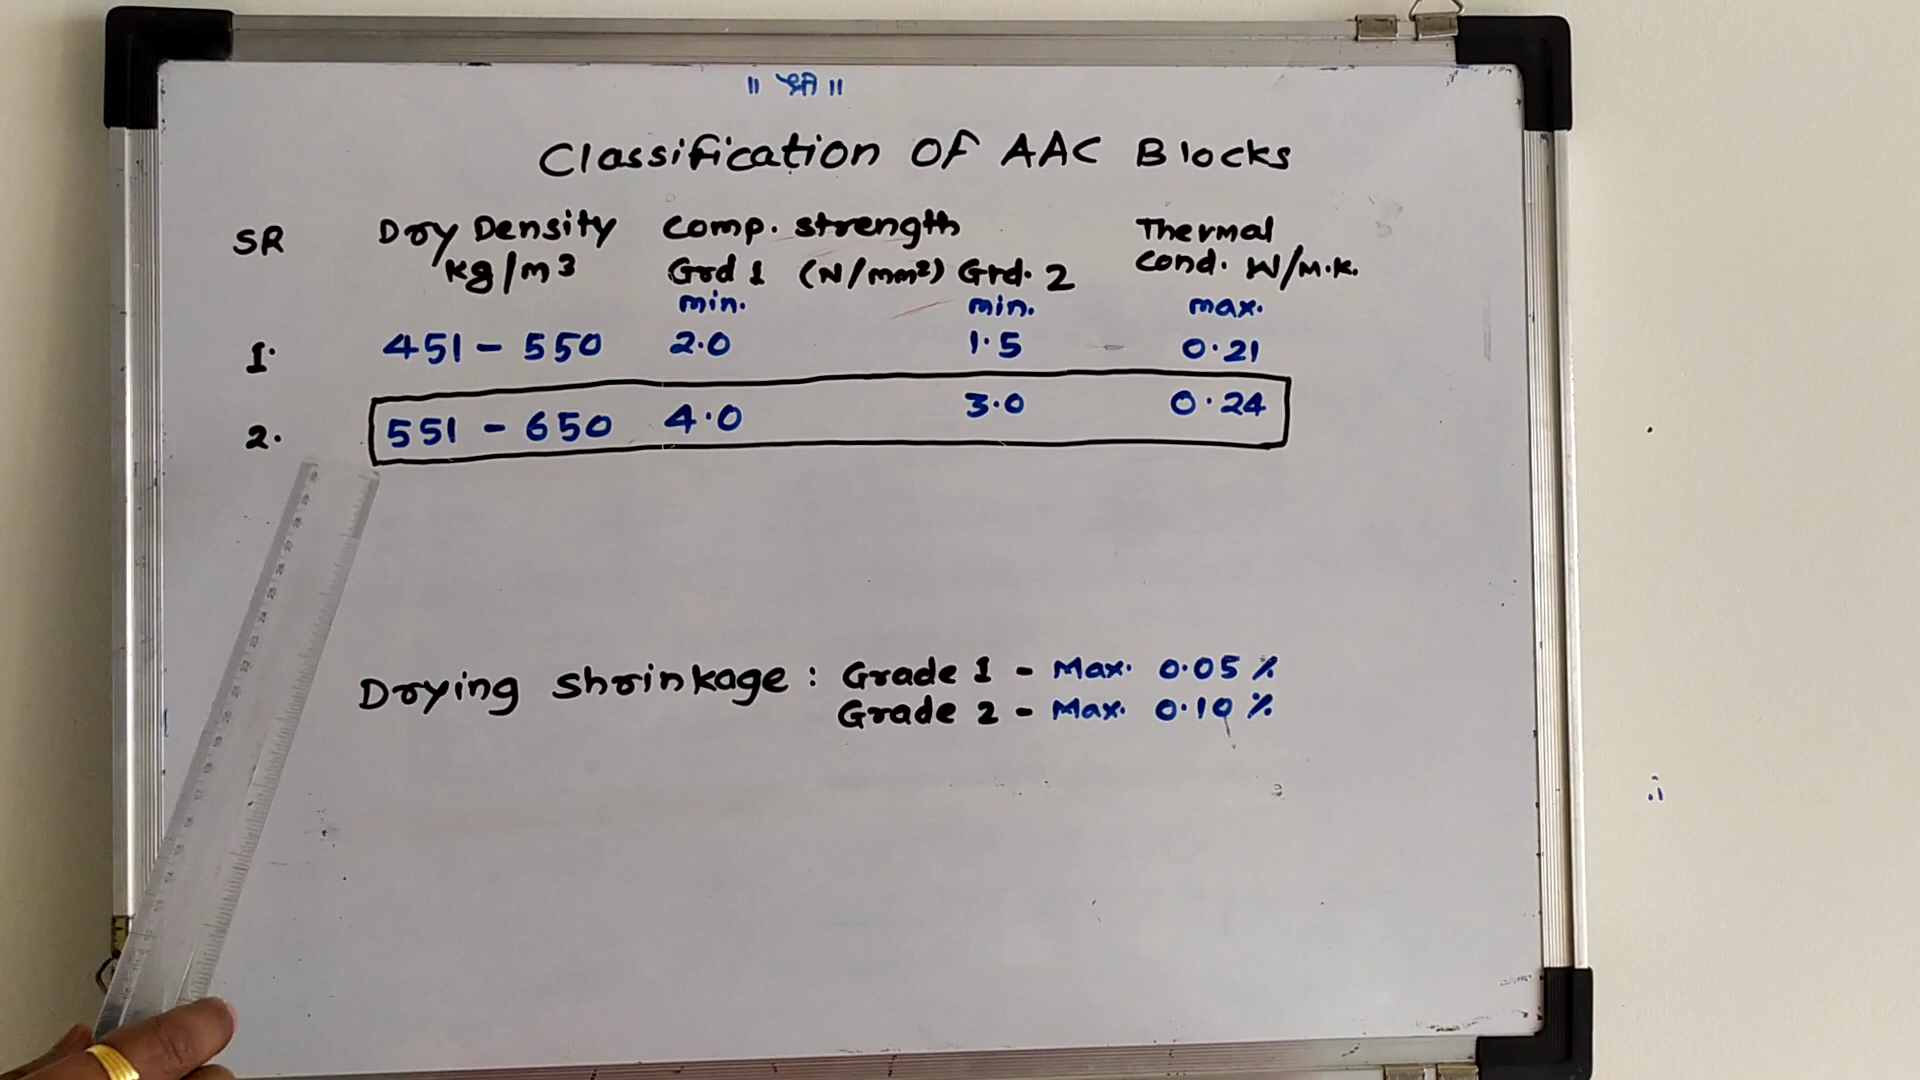 ॥ श्री ॥
Classification OF AAC Blocks
SR Dry Density Comp. strength Thermal
kg/m3 Grd 1 (N/mm²) Grd. 2 Cond. W/M.K.
min. min. max.
1. 451 - 550 2.0 1.5 0.21
2. 551 - 650 4.0 3.0 0.24
Drying shrinkage : Grade 1 - Max. 0.05 %
Grade 2 - Max. 0.10 %